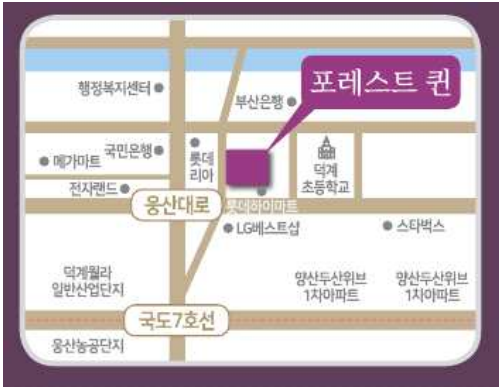 행정복지센터
부산은행
포레스트 퀸
국민은행
메가마트
롯데
리아
덕계
초등학교
전자랜드
웅산대로
롯데하이마트
LG베스트샵
스타벅스
덕계월라
일반산업단지
양산두산위브
1차아파트
양산두산위브
1차아파트
국도7호선
웅산농공단지